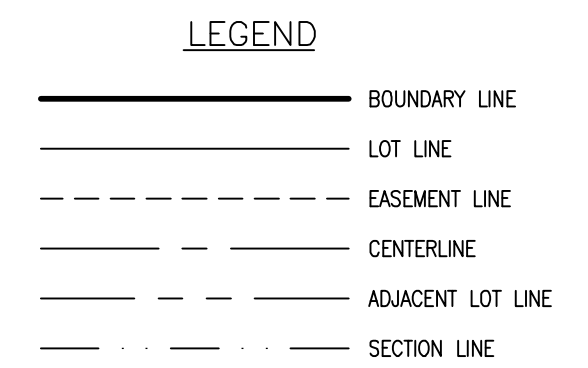 LEGEND
BOUNDARY LINE
LOT LINE
EASEMENT LINE
CENTERLINE
ADJACENT LOT LINE
SECTION LINE